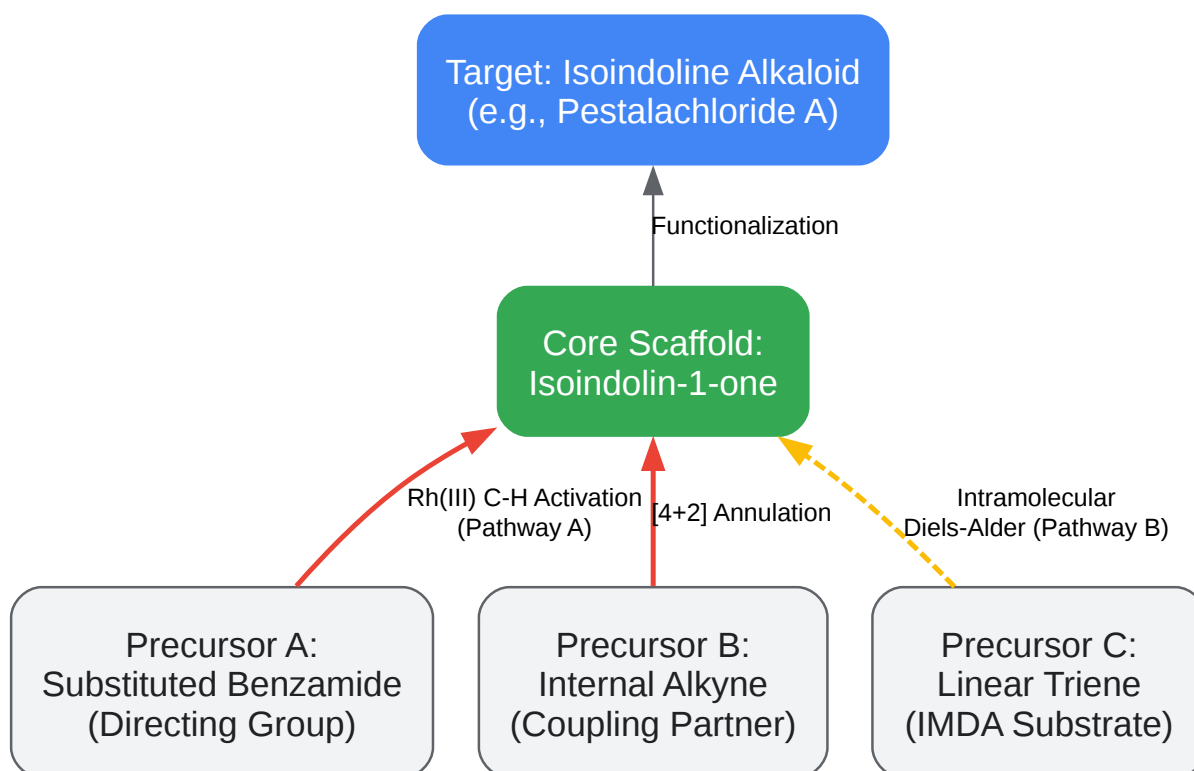 Target: Isoindoline Alkaloid
(e.g., Pestalachloride A)
Functionalization
Core Scaffold:
Isoindolin-1-one
Rh(III) C-H Activation
(Pathway A)
[4+2] Annulation
Intramolecular
Diels-Alder (Pathway B)
Precursor A:
Substituted Benzamide
(Directing Group)
Precursor B:
Internal Alkyne
(Coupling Partner)
Precursor C:
Linear Triene
(IMDA Substrate)